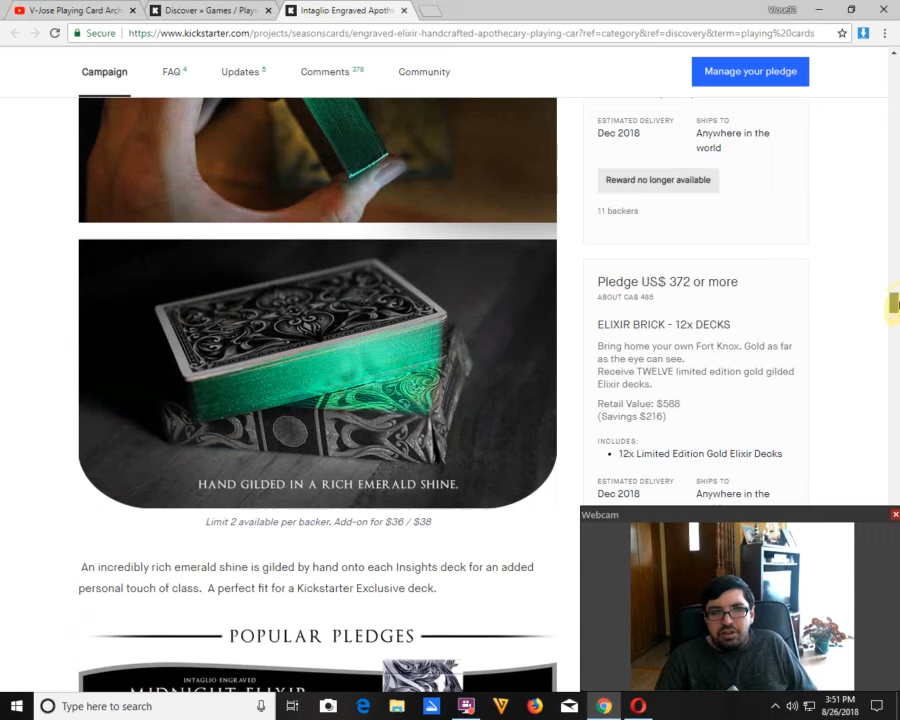 V-Jose Playing Card Arch
Discover » Games / Playi
Intaglio Engraved Apothe
Vlose32
Secure
https://www.kickstarter.com/projects/seasonscards/engraved-elixir-handcrafted-apothecary-playing-car?ref=category&ref=discovery&term=playing%20cards
Campaign
FAQ 4
Updates 5
Comments 378
Community
Manage your pledge
ESTIMATED DELIVERY
SHIPS TO
Dec 2018
Anywhere in the
world
Reward no longer available
11 backers
Pledge US$ 372 or more
ABOUT CA$ 485
ELIXIR BRICK - 12x DECKS
Bring home your own Fort Knox. Gold as far
as the eye can see.
Receive TWELVE limited edition gold gilded
Elixir decks.
Retail Value: $588
(Savings $216)
INCLUDES:
• 12x Limited Edition Gold Elixir Decks
ESTIMATED DELIVERY
SHIPS TO
Dec 2018
Anywhere in the
HAND GILDED IN A RICH EMERALD SHINE.
Limit 2 available per backer. Add-on for $36 / $38
An incredibly rich emerald shine is gilded by hand onto each Insights deck for an added
personal touch of class. A perfect fit for a Kickstarter Exclusive deck.
POPULAR PLEDGES
INTAGLIO ENGRAVED
MIDNIGHT ELIXIR
Webcam
Type here to search
3:51 PM
8/26/2018